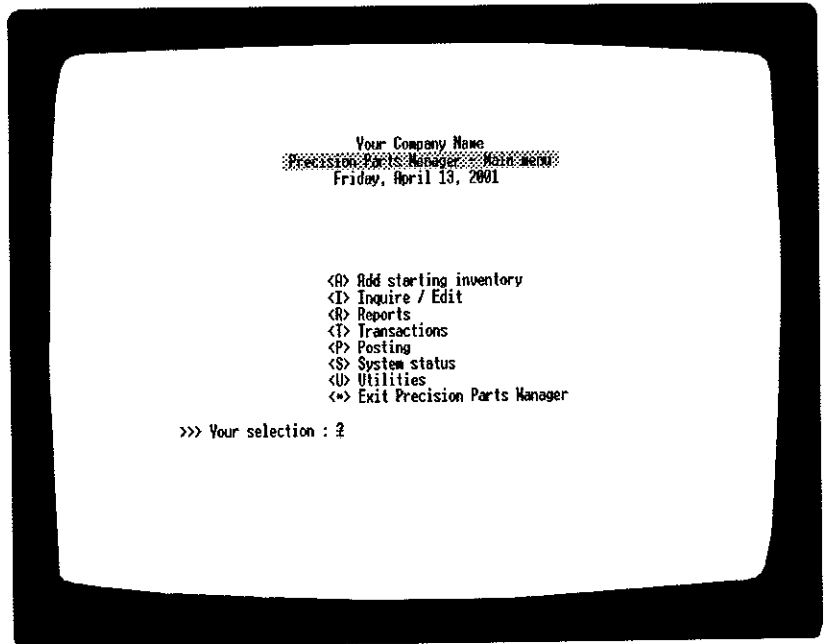 Your Company Name
Precision Parts Manager - Main menu
Friday, April 13, 2001
<A> Add starting inventory
<I> Inquire / Edit
<R> Reports
<T> Transactions
<P> Posting
<S> System status
<U> Utilities
<*> Exit Precision Parts Manager
>>> Your selection : ?